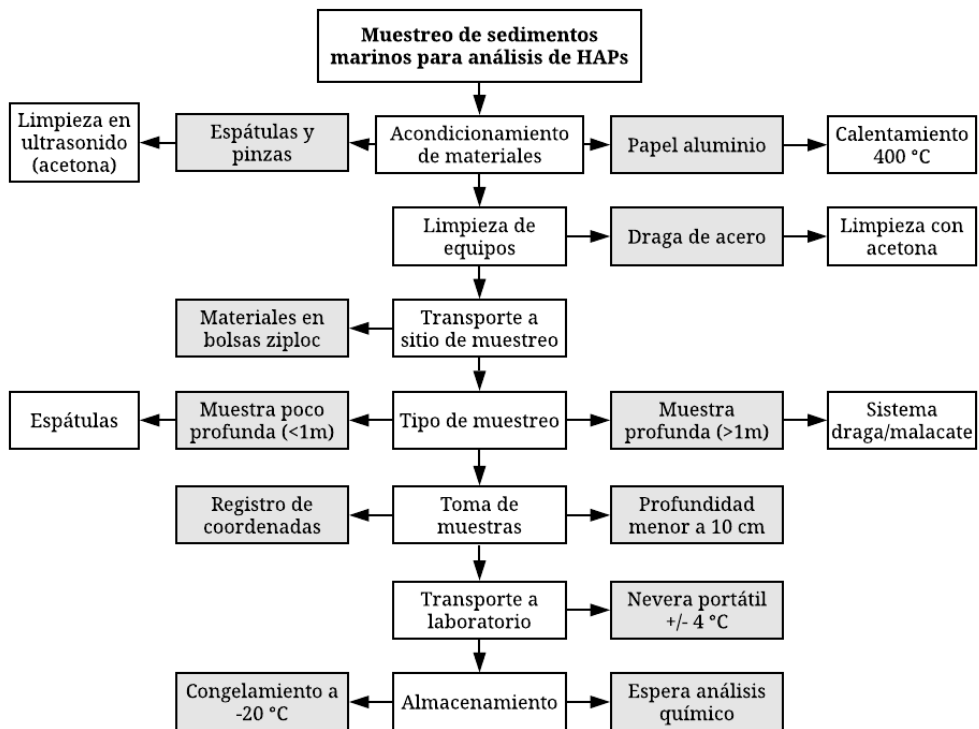 Muestreo de sedimentos
marinos para análisis de HAPs
Limpieza en
ultrasonido
(acetona)
Espátulas y
pinzas
Acondicionamiento
de materiales
Papel aluminio
Calentamiento
400 °C
Limpieza de
equipos
Draga de acero
Limpieza con
acetona
Materiales en
bolsas ziploc
Transporte a
sitio de muestreo
Espátulas
Muestra poco
profunda (<1m)
Tipo de muestreo
Muestra
profunda (>1m)
Sistema
draga/malacate
Registro de
coordenadas
Toma de
muestras
Profundidad
menor a 10 cm
Transporte a
laboratorio
Nevera portátil
+/- 4 °C
Congelamiento a
-20 °C
Almacenamiento
Espera análisis
químico